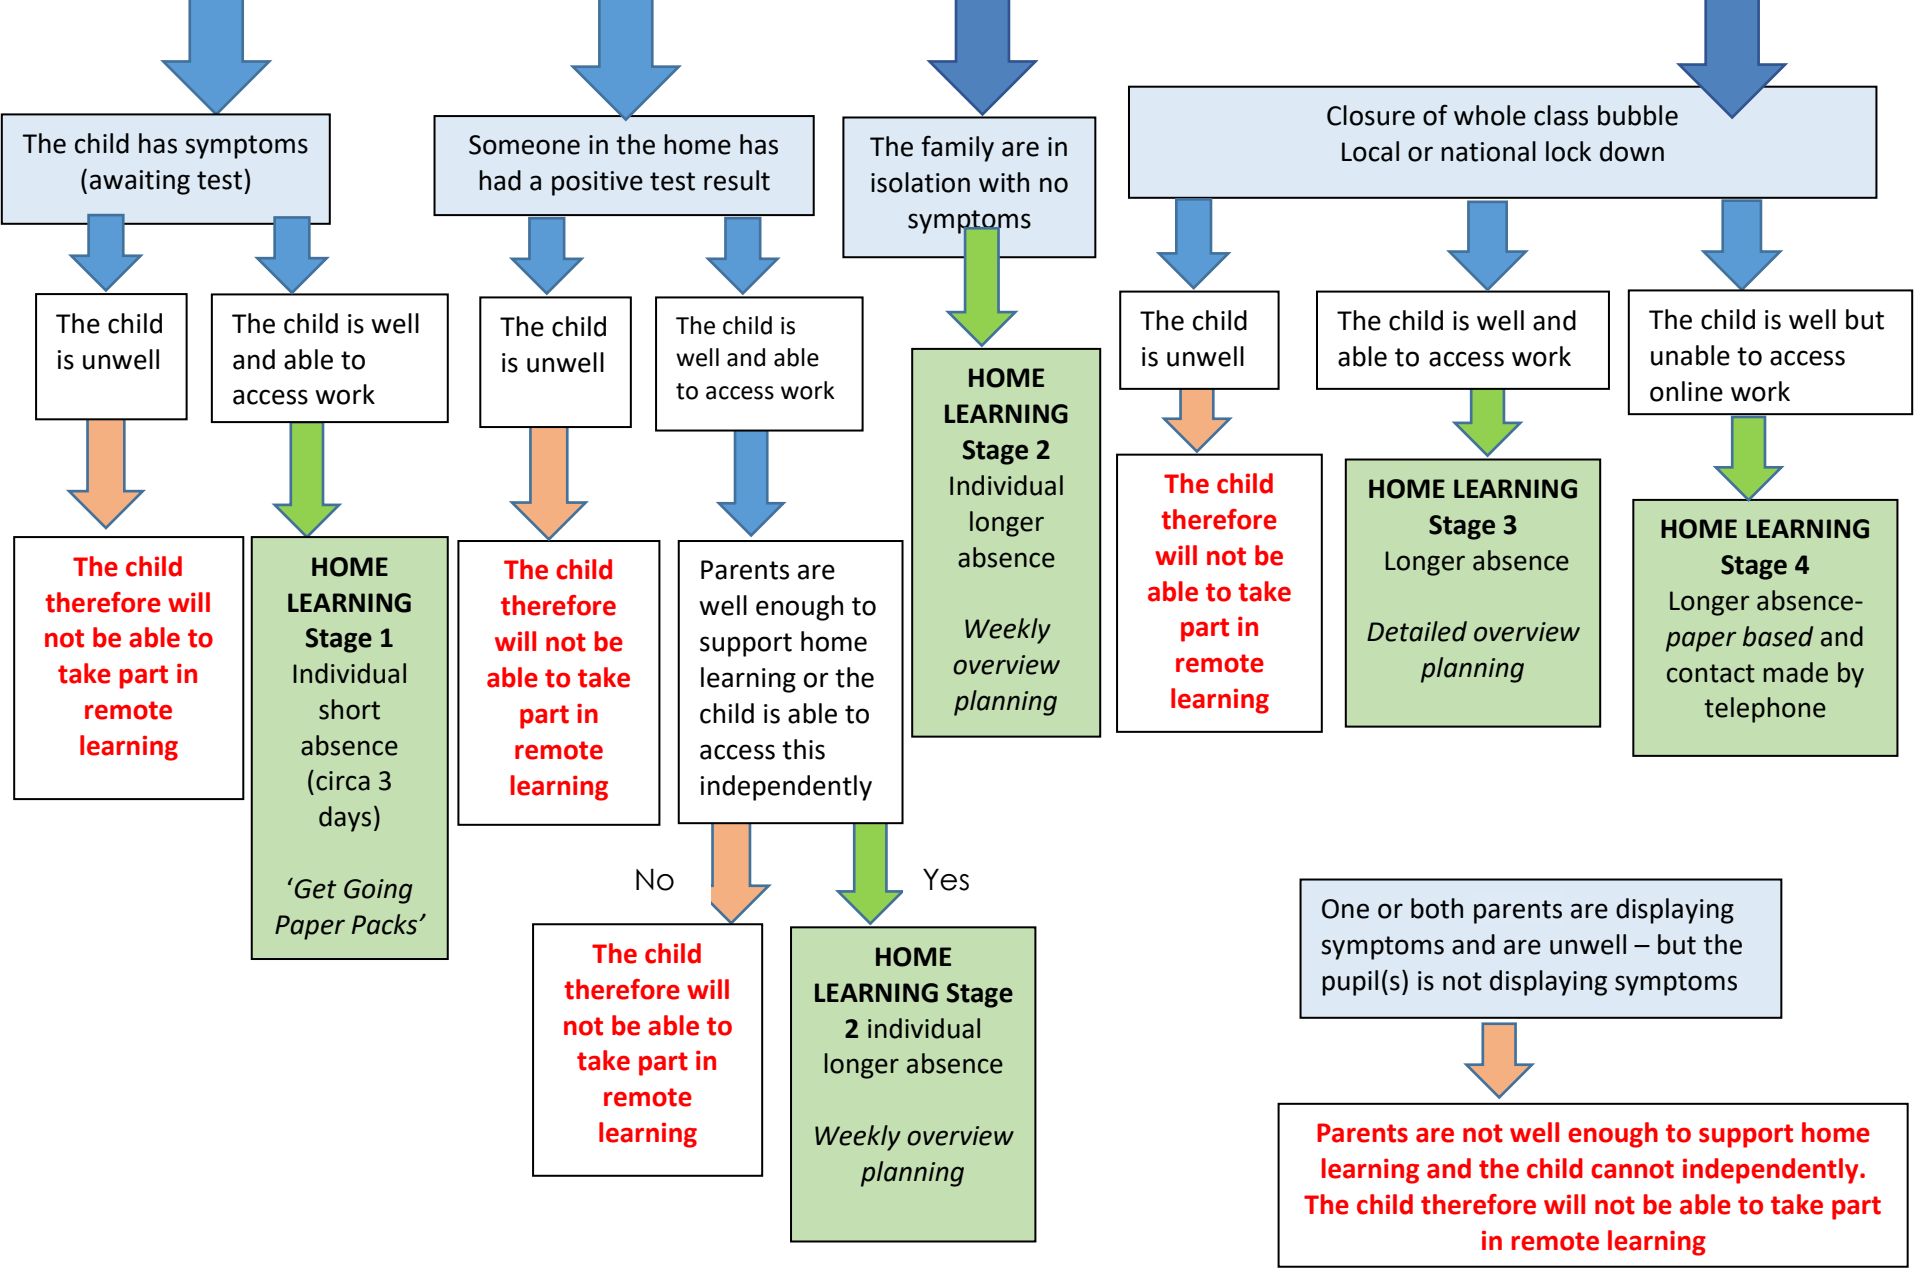 The child has symptoms
(awaiting test)
Someone in the home has
had a positive test result
The family are in
isolation with no
symptoms
Closure of whole class bubble
Local or national lock down
The child
is unwell
The child is well
and able to
access work
The child
is unwell
The child is
well and able
to access work
The child
is unwell
The child is well and
able to access work
The child is well but
unable to access
online work
The child
therefore will
not be able to
take part in
remote
learning
HOME
LEARNING
Stage 1
Individual
short
absence
(circa 3
days)
‘Get Going
Paper Packs’
The child
therefore
will not be
able to take
part in
remote
learning
Parents are
well enough to
support home
learning or the
child is able to
access this
independently
HOME
LEARNING
Stage 2
Individual
longer
absence
Weekly
overview
planning
The child
therefore
will not be
able to take
part in
remote
learning
HOME LEARNING
Stage 3
Longer absence
Detailed overview
planning
HOME LEARNING
Stage 4
Longer absence-
paper based and
contact made by
telephone
No
Yes
The child
therefore will
not be able to
take part in
remote
learning
HOME
LEARNING Stage
2 individual
longer absence
Weekly overview
planning
One or both parents are displaying
symptoms and are unwell – but the
pupil(s) is not displaying symptoms
Parents are not well enough to support home
learning and the child cannot independently.
The child therefore will not be able to take part
in remote learning